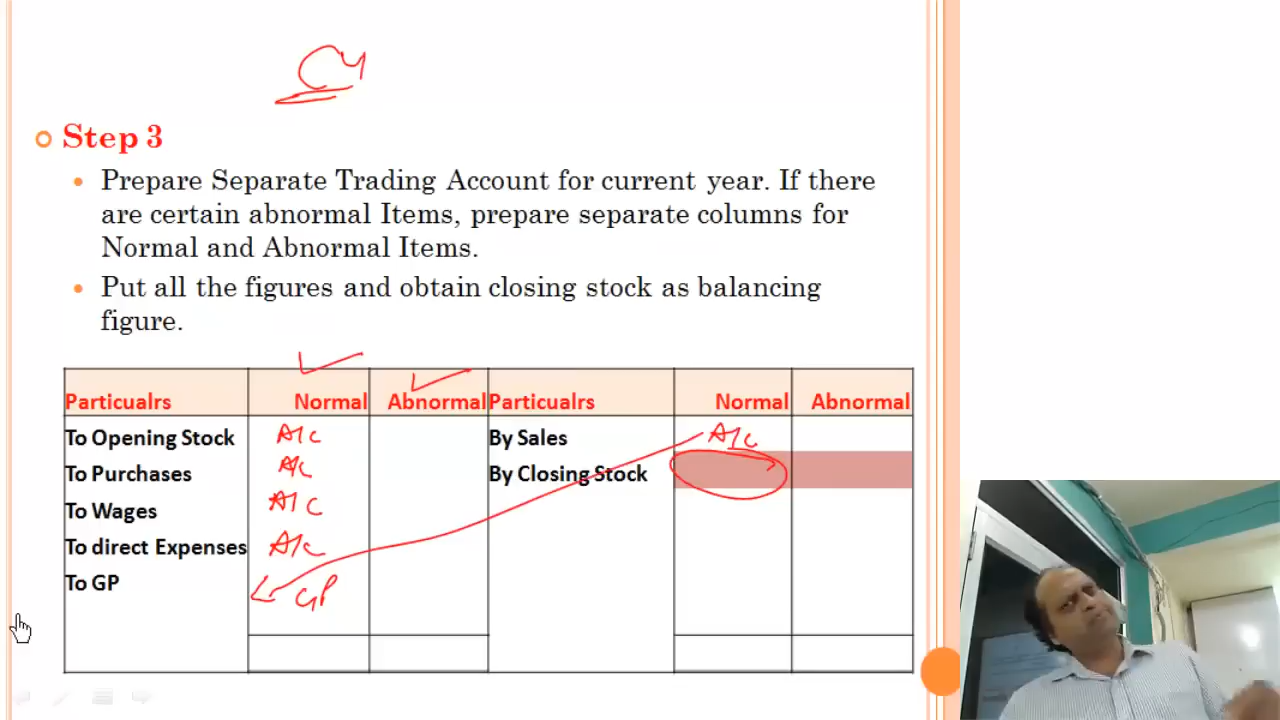 CY
Step 3
Prepare Separate Trading Account for current year. If there
are certain abnormal Items, prepare separate columns for
Normal and Abnormal Items.
Put all the figures and obtain closing stock as balancing
figure.
Particualrs Normal Abnormal Particualrs Normal Abnormal
To Opening Stock A/c By Sales A/c
To Purchases A/c By Closing Stock
To Wages A/c
To direct Expenses A/c
To GP GP